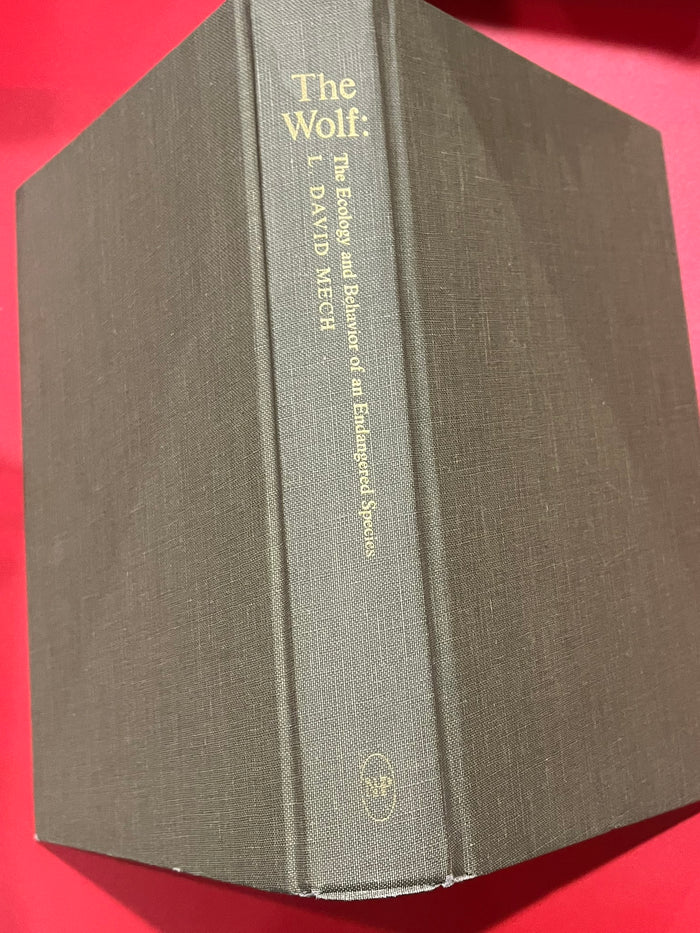 The
Wolf:
The Ecology and Behavior of an Endangered Species
L. DAVID MECH